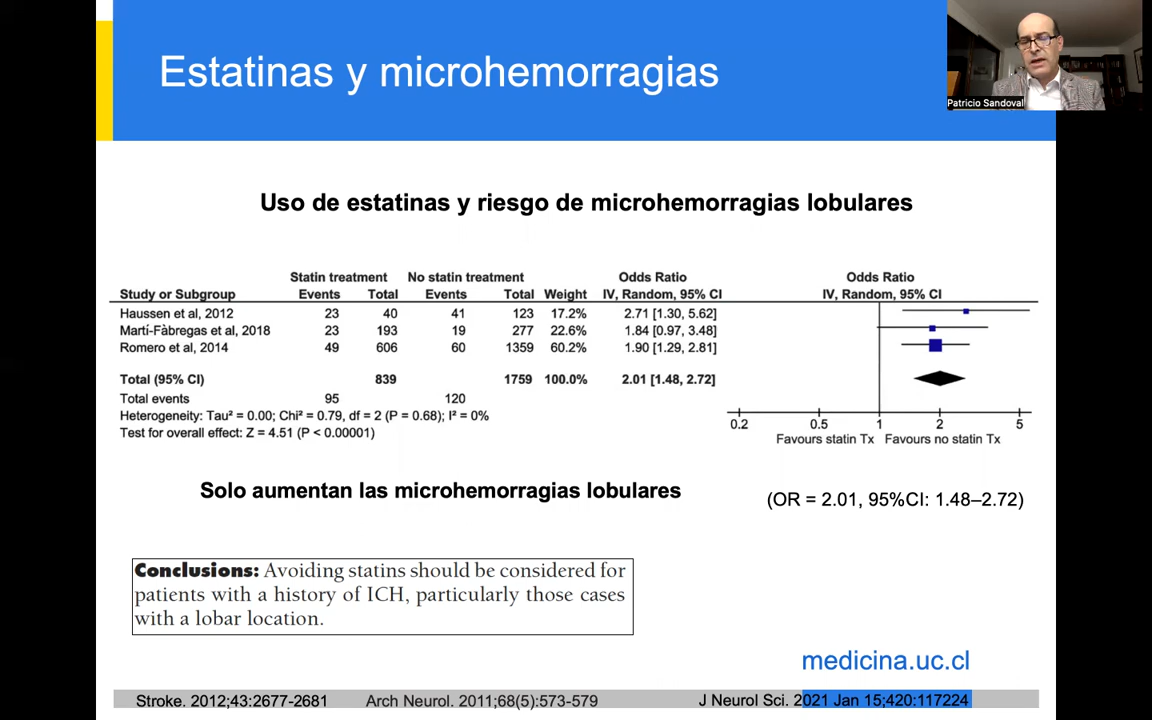 Estatinas y microhemorragias
Patricio Sandoval
Uso de estatinas y riesgo de microhemorragias lobulares
Statin treatment No statin treatment Odds Ratio Odds Ratio
Study or Subgroup Events Total Events Total Weight IV, Random, 95% CI IV, Random, 95% CI
Haussen et al, 2012 23 40 41 123 17.2% 2.71 [1.30, 5.62]
Martí-Fàbregas et al, 2018 23 193 19 277 22.6% 1.84 [0.97, 3.48]
Romero et al, 2014 49 606 60 1359 60.2% 1.90 [1.29, 2.81]
Total (95% CI) 839 1759 100.0% 2.01 [1.48, 2.72]
Total events 95 120
Heterogeneity: Tau² = 0.00; Chi² = 0.79, df = 2 (P = 0.68); I² = 0%
Test for overall effect: Z = 4.51 (P < 0.00001)
0.2 0.5 1 2 5
Favours statin Tx Favours no statin Tx
Solo aumentan las microhemorragias lobulares
(OR = 2.01, 95%CI: 1.48–2.72)
Conclusions: Avoiding statins should be considered for
patients with a history of ICH, particularly those cases
with a lobar location.
medicina.uc.cl
Stroke. 2012;43:2677-2681 Arch Neurol. 2011;68(5):573-579 J Neurol Sci. 2021 Jan 15;420:117224